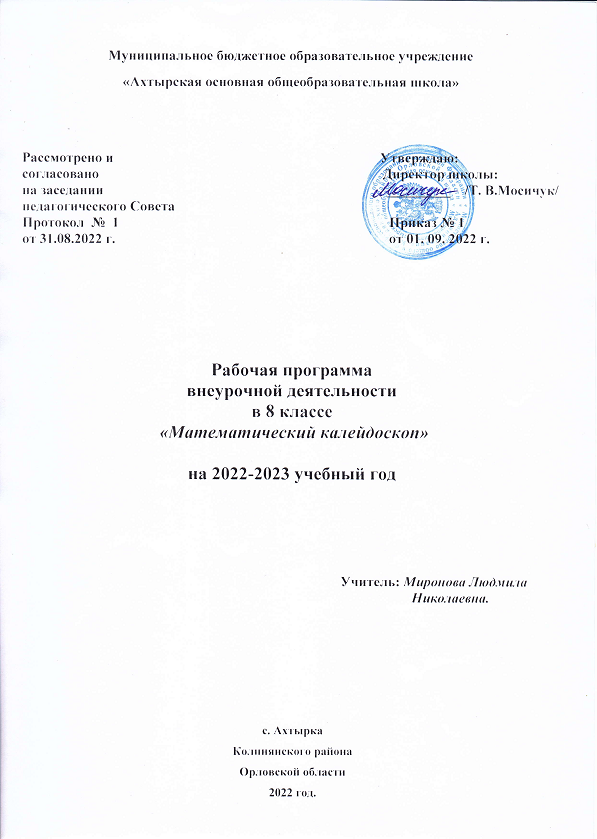 Муниципальное бюджетное образовательное учреждение
«Ахтырская основная общеобразовательная школа»
Рассмотрено и
согласовано
на заседании
педагогического Совета
Протокол № 1
от 31.08.2022 г.
Утверждаю:
Директор школы:
/Т. В.Мосичук/
Приказ № 1
от 01. 09. 2022 г.
Рабочая программа
внеурочной деятельности
в 8 классе
«Математический калейдоскоп»
на 2022-2023 учебный год
Учитель: Миронова Людмила
Николаевна.
с. Ахтырка
Колпнянского района
Орловской области
2022 год.